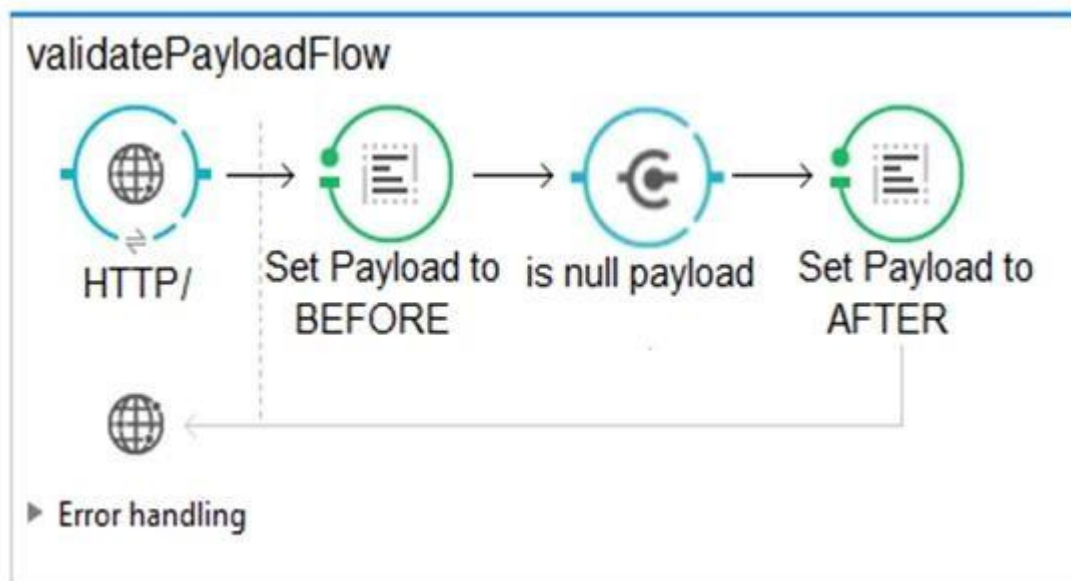 validatePayloadFlow
HTTP/
Set Payload to
BEFORE
is null payload
Set Payload to
AFTER
Error handling